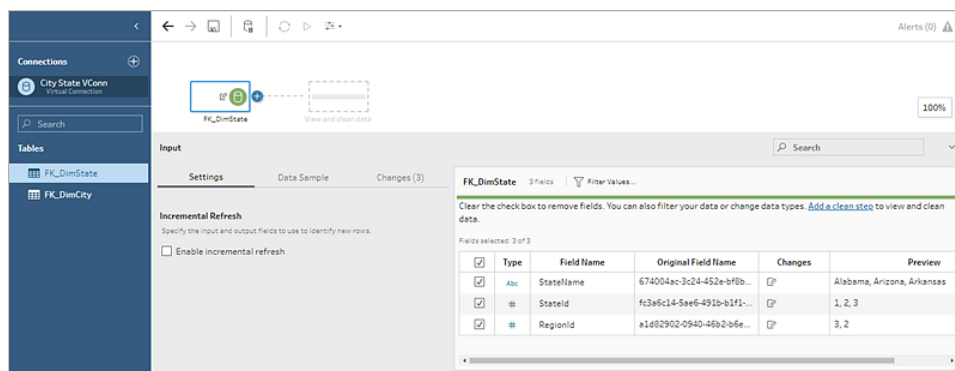 Alerts (0)
Connections
City State VConn
Virtual Connection
Search
Tables
FK_DimState
FK_DimCity
FK_DimState
View and clean data
100%
Input
Search
Settings
Data Sample
Changes (3)
Incremental Refresh
Specify the input and output fields to use to identify new rows.
Enable incremental refresh
FK_DimState 3 fields Filter Values...
Clear the check box to remove fields. You can also filter your data or change data types. Add a clean step to view and clean
data.
Fields selected: 3 of 3
Type Field Name Original Field Name Changes Preview
Abc StateName 674004ac-3c24-452e-bf8b... Alabama, Arizona, Arkansas
# StateId fc3a6c14-5ae6-491b-b1f1-... 1, 2, 3
# RegionId a1d82902-0940-46b2-b6e... 3, 2